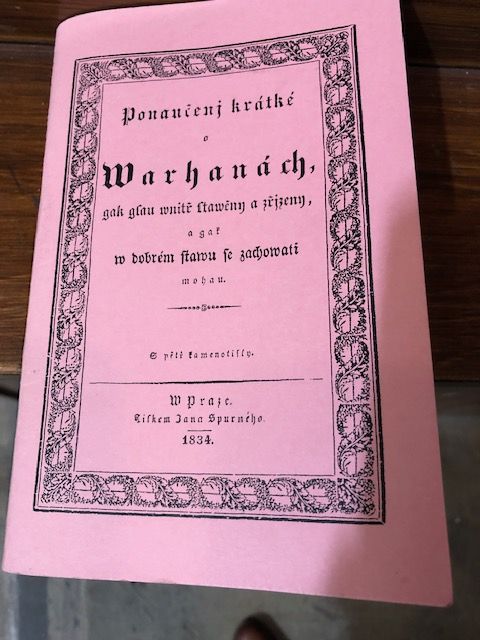 Ponaučenj krátké
o
Warhanách,
gak gſau wnitř ſtawěny a zřjzeny,
a gak
w dobrém ſtawu ſe zachowati
mohau.
S pěti kamenotiſky.
W Praze.
Tiſkem Jana Spurného.
1834.